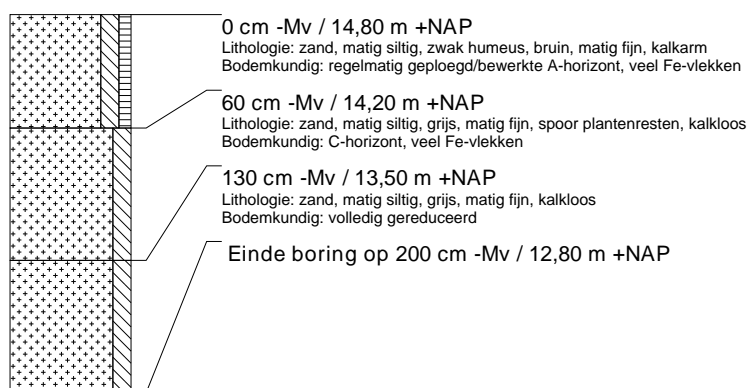 0 cm -Mv / 14,80 m +NAP
Lithologie: zand, matig siltig, zwak humeus, bruin, matig fijn, kalkarm
Bodemkundig: regelmatig geploegd/bewerkte A-horizont, veel Fe-vlekken
60 cm -Mv / 14,20 m +NAP
Lithologie: zand, matig siltig, grijs, matig fijn, spoor plantenresten, kalkloos
Bodemkundig: C-horizont, veel Fe-vlekken
130 cm -Mv / 13,50 m +NAP
Lithologie: zand, matig siltig, grijs, matig fijn, kalkloos
Bodemkundig: volledig gereduceerd
Einde boring op 200 cm -Mv / 12,80 m +NAP